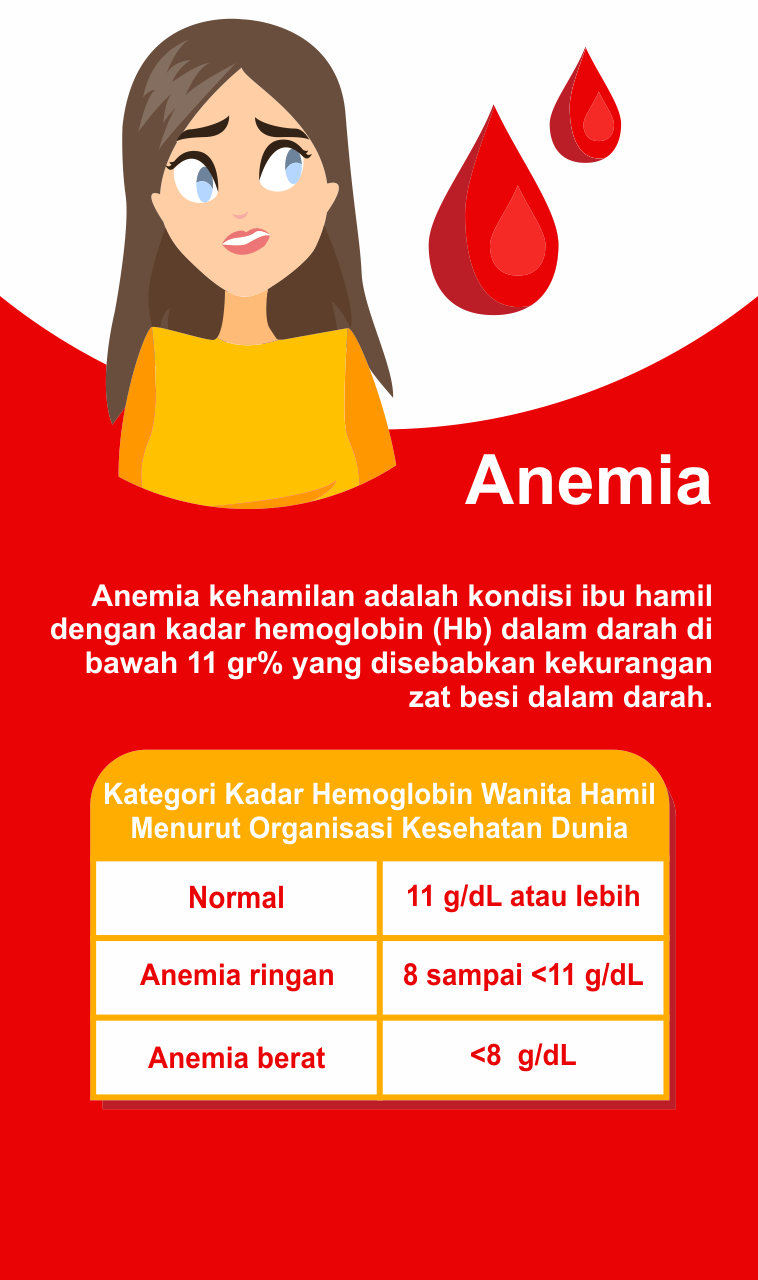 Anemia
Anemia kehamilan adalah kondisi ibu hamil
dengan kadar hemoglobin (Hb) dalam darah di
bawah 11 gr% yang disebabkan kekurangan
zat besi dalam darah.
Kategori Kadar Hemoglobin Wanita Hamil
Menurut Organisasi Kesehatan Dunia
Normal 11 g/dL atau lebih
Anemia ringan 8 sampai <11 g/dL
Anemia berat <8 g/dL